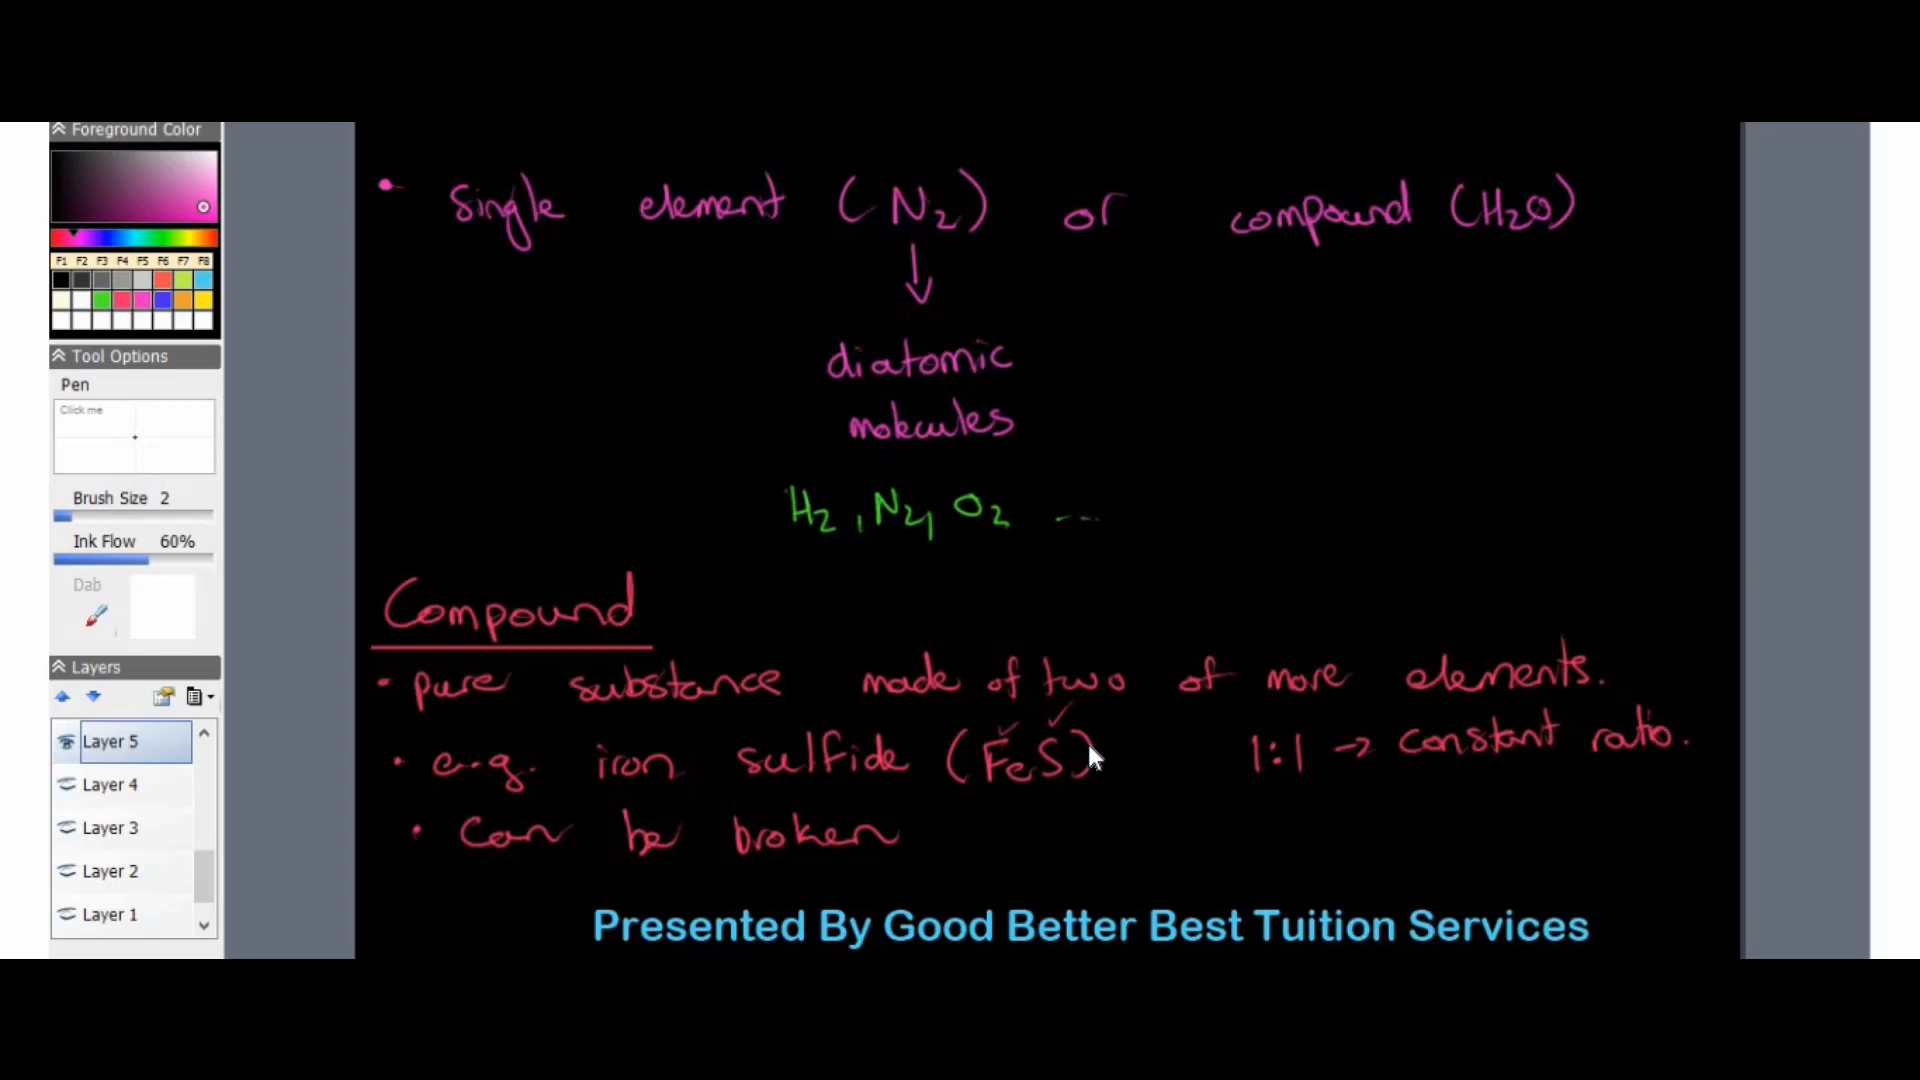 Foreground Color
F1 F2 F3 F4 F5 F6 F7 F8
Tool Options
Pen
Click me
Brush Size 2
Ink Flow 60%
Dab
Layers
Layer 5
Layer 4
Layer 3
Layer 2
Layer 1
• single element (N2) or compound (H2O)
↓
diatomic
molecules
H2, N2, O2 ...
Compound
• pure substance made of two of more elements.
• e.g. iron sulfide (FeS) 1:1 → constant ratio.
• can be broken
Presented By Good Better Best Tuition Services